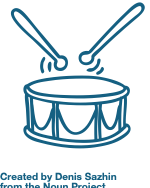 Created by Denis Sazhin
from the Noun Project